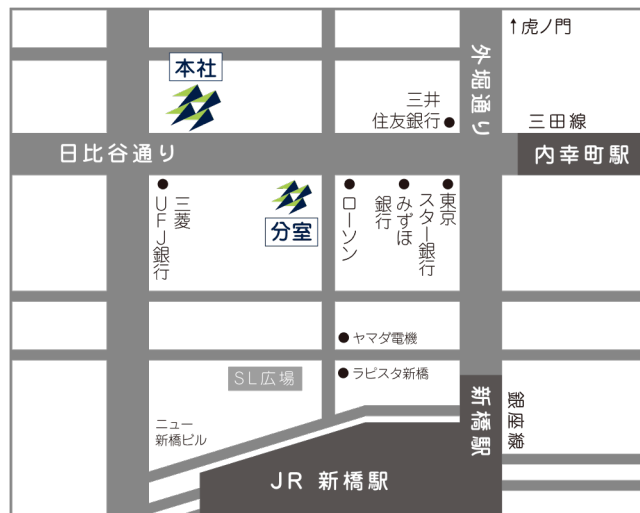 ↑虎ノ門
外堀通り
本社
三井
住友銀行
三田線
内幸町駅
日比谷通り
三菱
UFJ銀行
分室
ローソン
みずほ
銀行
東京
スター銀行
ヤマダ電機
ラピスタ新橋
SL広場
ニュー
新橋ビル
新橋駅
銀座線
JR 新橋駅